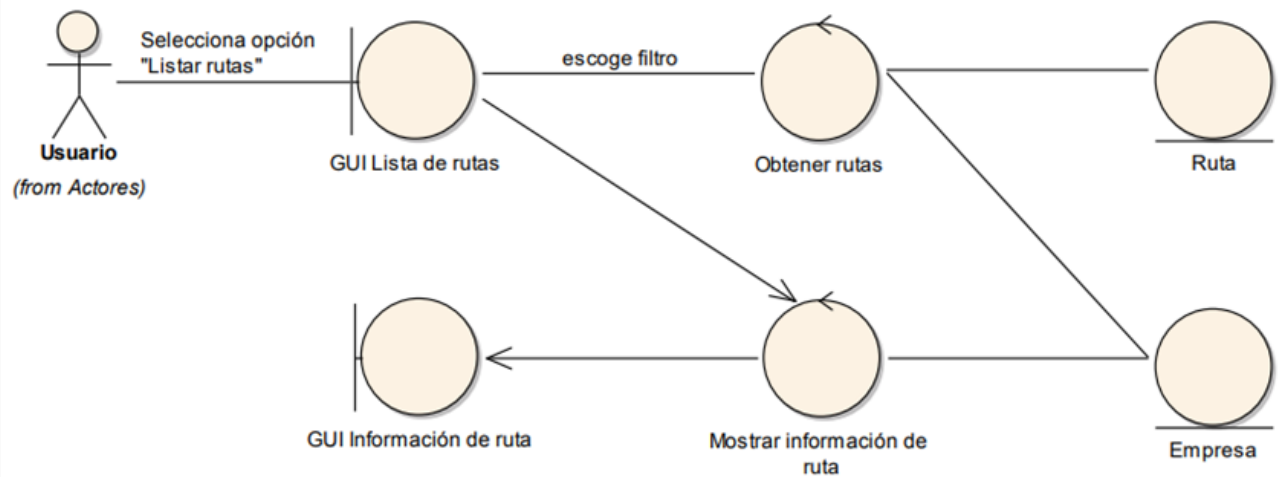 Selecciona opción
"Listar rutas"
escoge filtro
Usuario
(from Actores)
GUI Lista de rutas
Obtener rutas
Ruta
GUI Información de ruta
Mostrar información de
ruta
Empresa